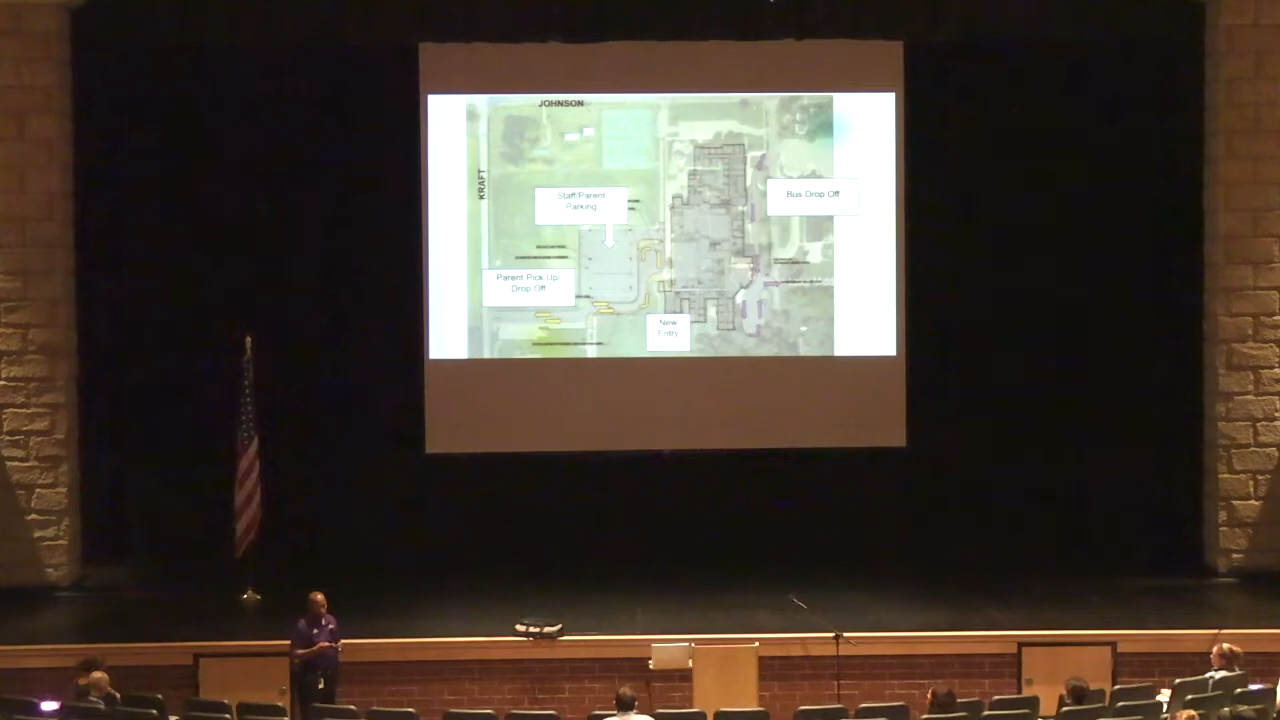 JOHNSON
KRAFT
Staff/Parent
Parking
Bus Drop Off
Parent Pick Up/
Drop Off
New
Entry